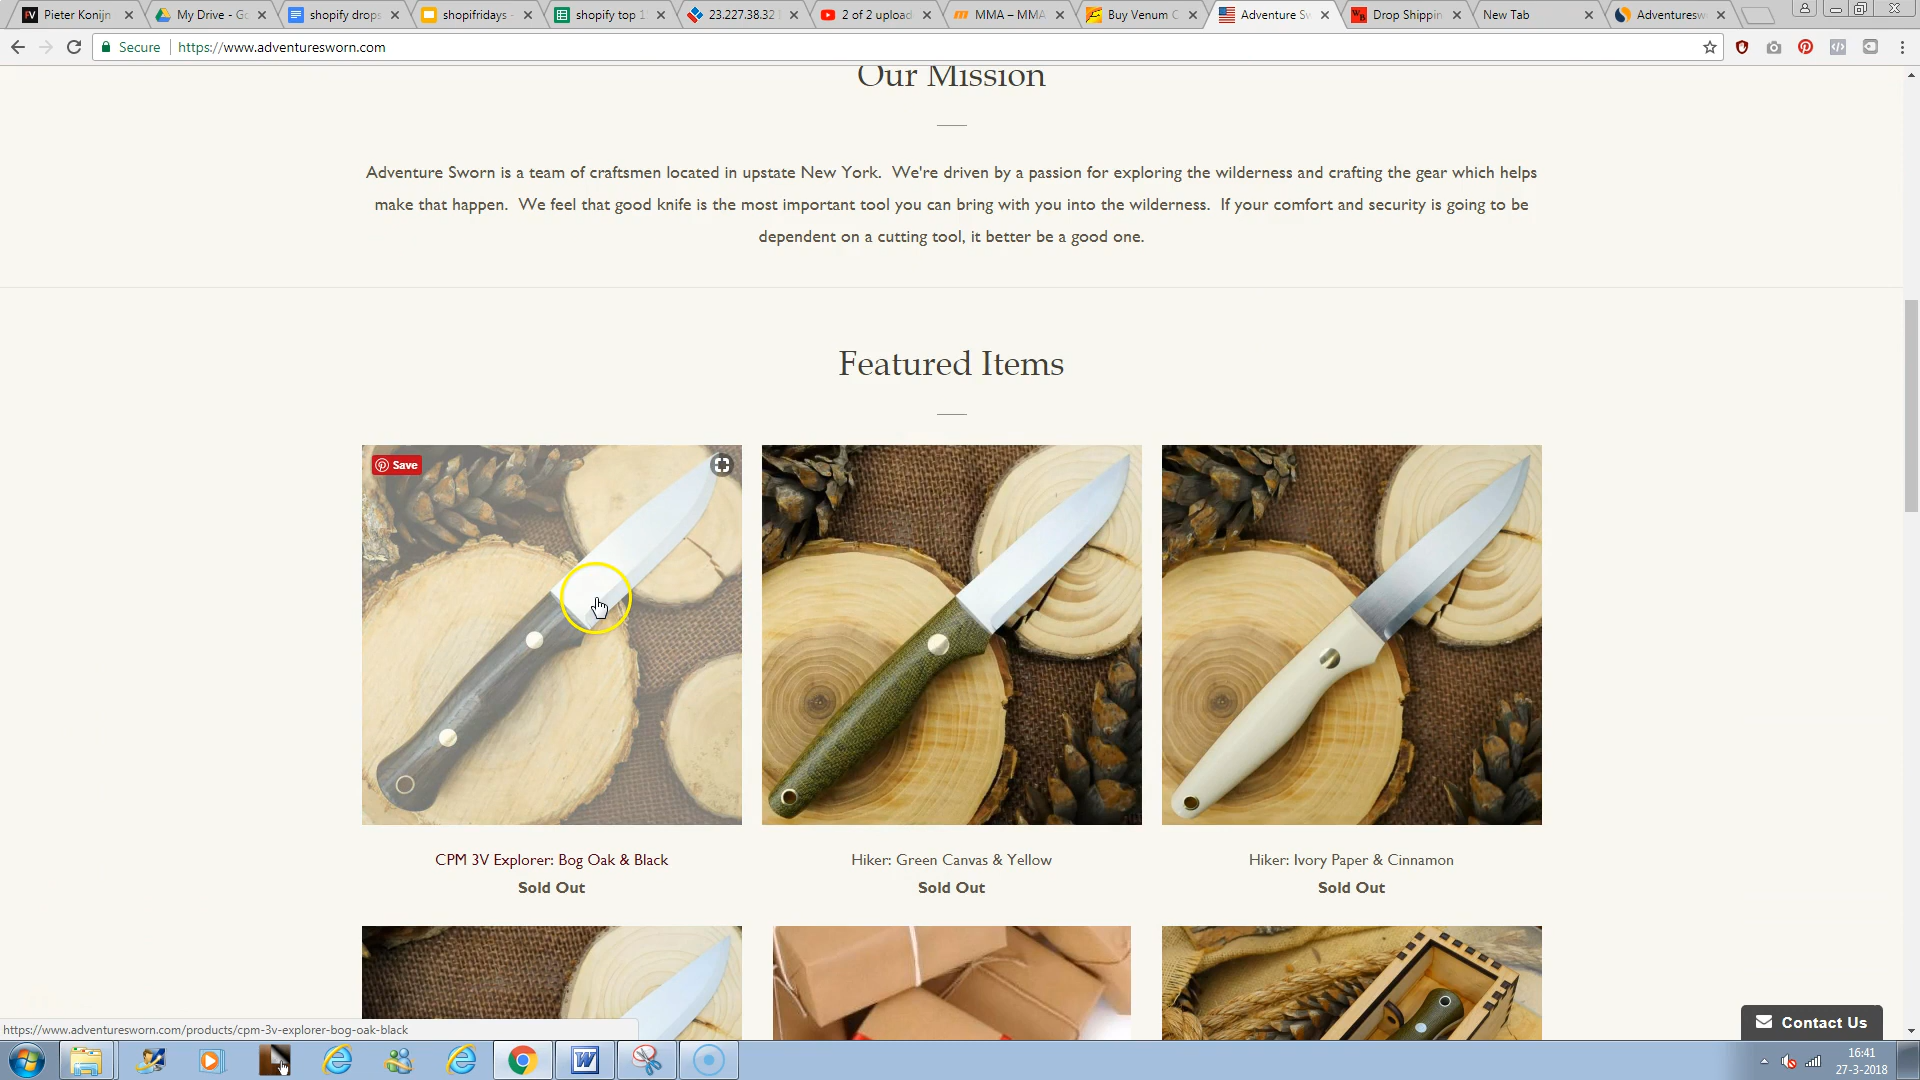 Pieter Konijn
My Drive - Go
shopify drops
shopifridays -
shopify top 1
23.227.38.32
2 of 2 upload
MMA – MMA
Buy Venum C
Adventure Sw
Drop Shippin
New Tab
Adventuresw
Secure
https://www.adventuresworn.com
Our Mission
Adventure Sworn is a team of craftsmen located in upstate New York. We're driven by a passion for exploring the wilderness and crafting the gear which helps
make that happen. We feel that good knife is the most important tool you can bring with you into the wilderness. If your comfort and security is going to be
dependent on a cutting tool, it better be a good one.
Featured Items
Save
CPM 3V Explorer: Bog Oak & Black
Sold Out
Hiker: Green Canvas & Yellow
Sold Out
Hiker: Ivory Paper & Cinnamon
Sold Out
Contact Us
https://www.adventuresworn.com/products/cpm-3v-explorer-bog-oak-black
16:41
27-3-2018